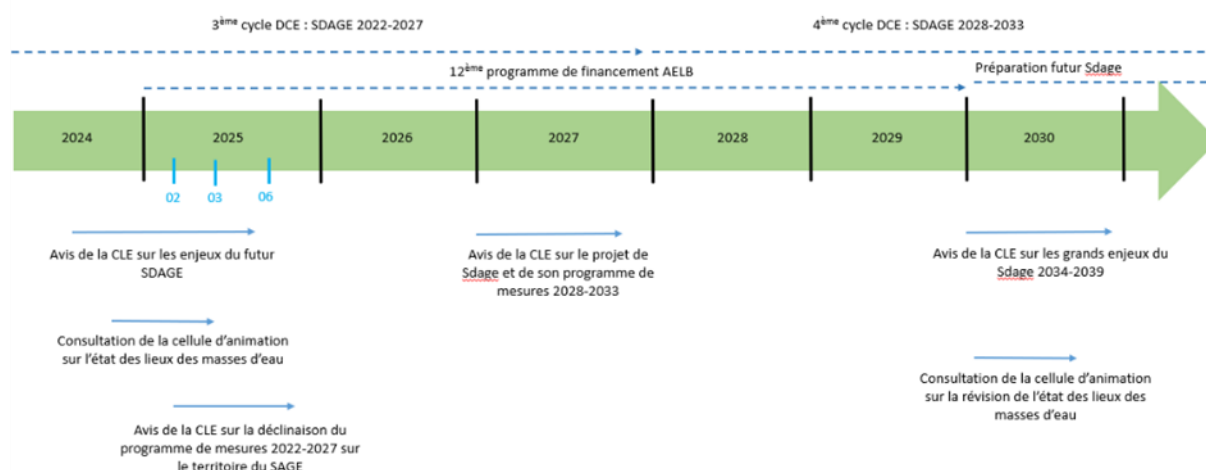 3ème cycle DCE : SDAGE 2022-2027
4ème cycle DCE : SDAGE 2028-2033
12ème programme de financement AELB
Préparation futur Sdage
2024
2025
2026
2027
2028
2029
2030
02
03
06
Avis de la CLE sur les enjeux du futur
SDAGE
Avis de la CLE sur le projet de
Sdage et de son programme de
mesures 2028-2033
Avis de la CLE sur les grands enjeux du
Sdage 2034-2039
Consultation de la cellule d’animation
sur l’état des lieux des masses d’eau
Consultation de la cellule d’animation
sur la révision de l’état des lieux des
masses d’eau
Avis de la CLE sur la déclinaison du
programme de mesures 2022-2027 sur
le territoire du SAGE